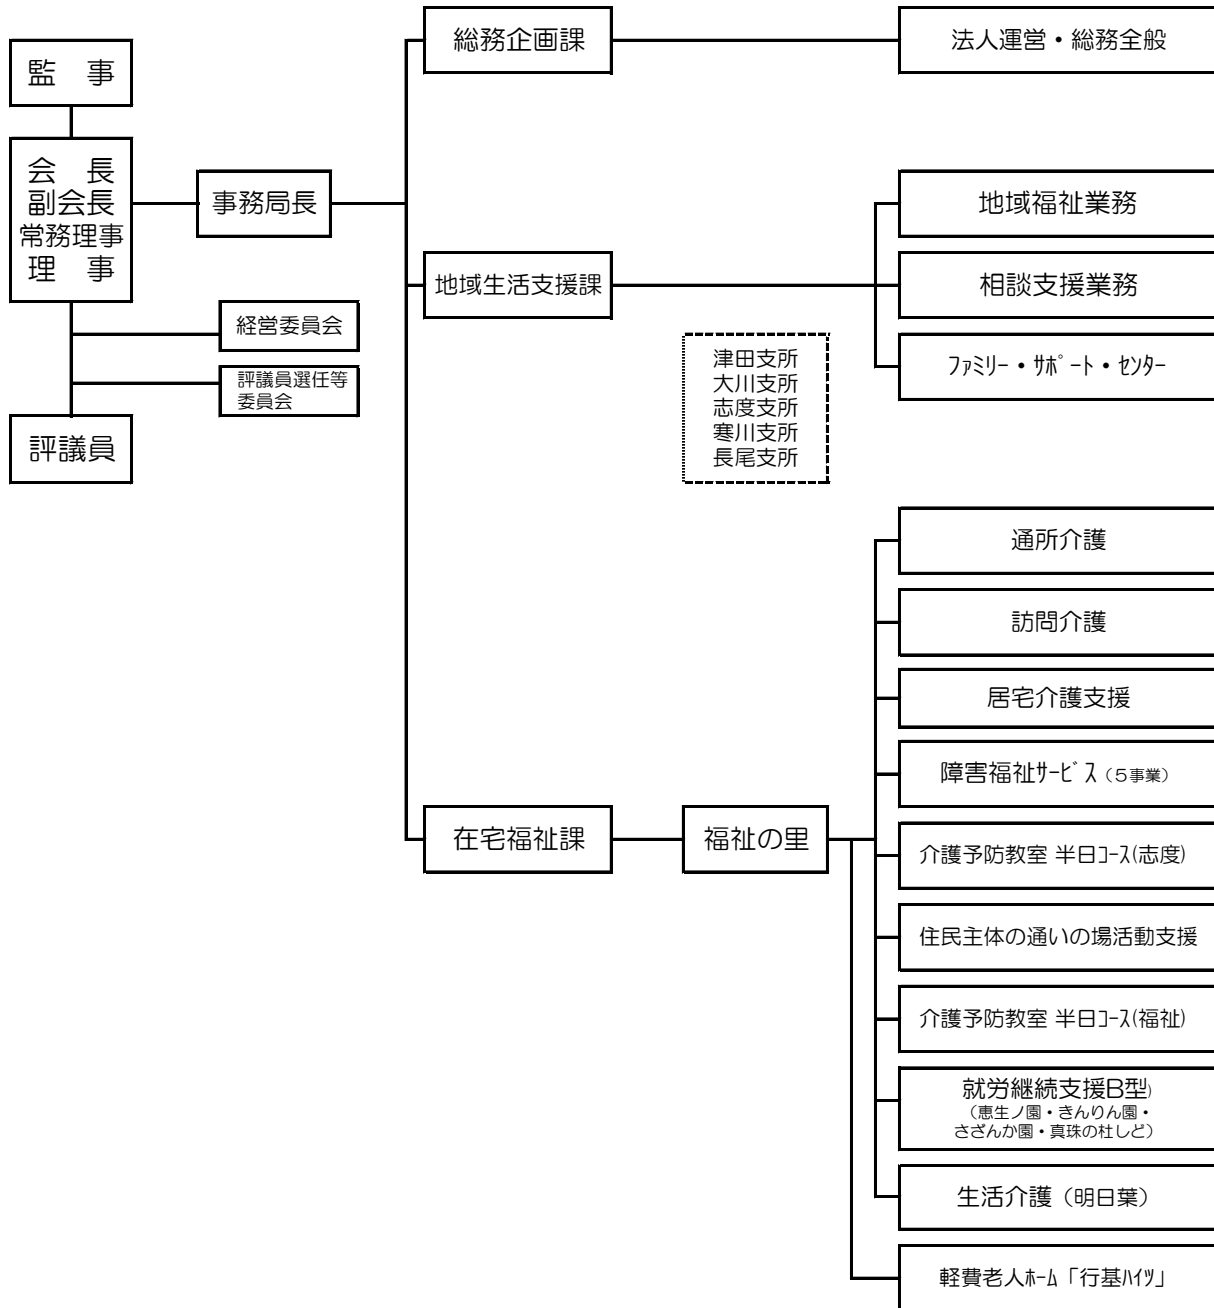 監　事
会　長
副会長
常務理事
理　事
経営委員会
評議員選任等
委員会
評議員
事務局長
総務企画課
法人運営・総務全般
地域生活支援課
地域福祉業務
相談支援業務
ﾌｧﾐﾘｰ・ｻﾎﾟｰﾄ・ｾﾝﾀｰ
津田支所
大川支所
志度支所
寒川支所
長尾支所
在宅福祉課
福祉の里
通所介護
訪問介護
居宅介護支援
障害福祉ｻｰﾋﾞｽ（５事業）
介護予防教室 半日ｺｰｽ(志度)
住民主体の通いの場活動支援
介護予防教室 半日ｺｰｽ(福祉)
就労継続支援B型)
（恵生ノ園・きんりん園・
さざんか園・真珠の杜しど）
生活介護（明日葉）
軽費老人ﾎｰﾑ「行基ﾊｲﾂ」